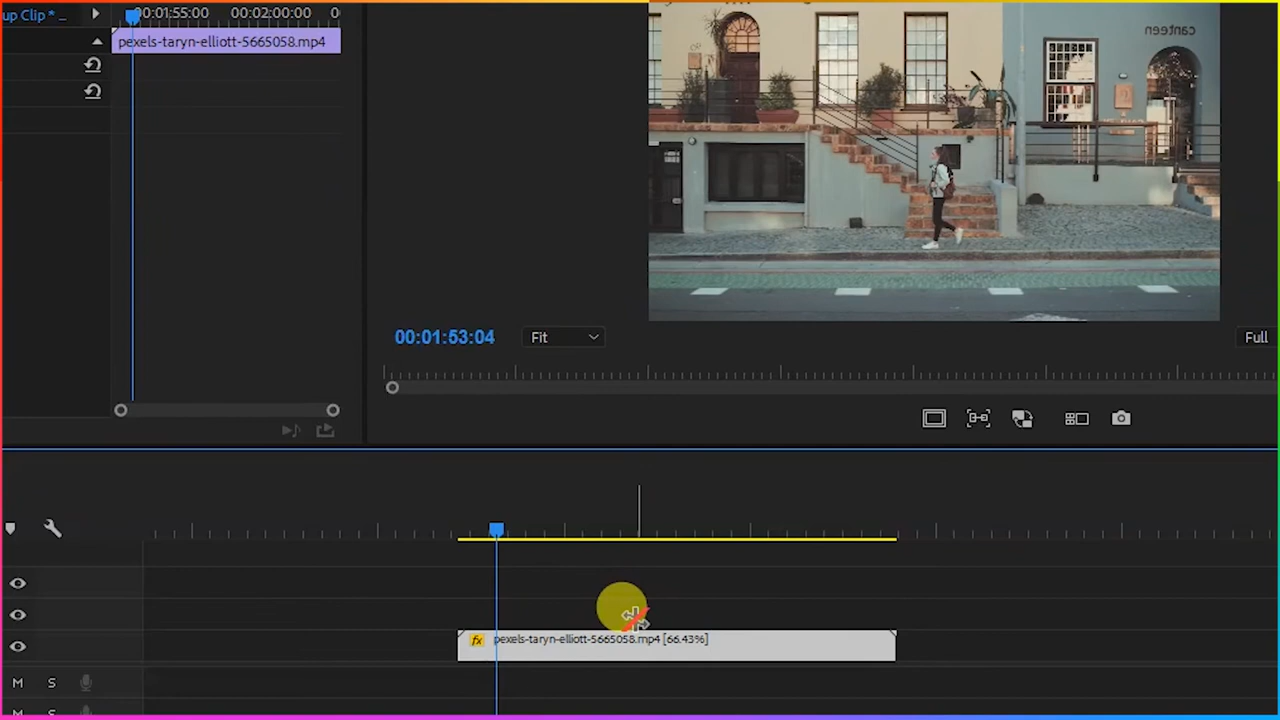 up Clip * _
00:01:55:00 00:02:00:00 0
pexels-taryn-elliott-5665058.mp4
canteen
00:01:53:04
Fit
Full
fx pexels-taryn-elliott-5665058.mp4 [66.43%]
M S
M S